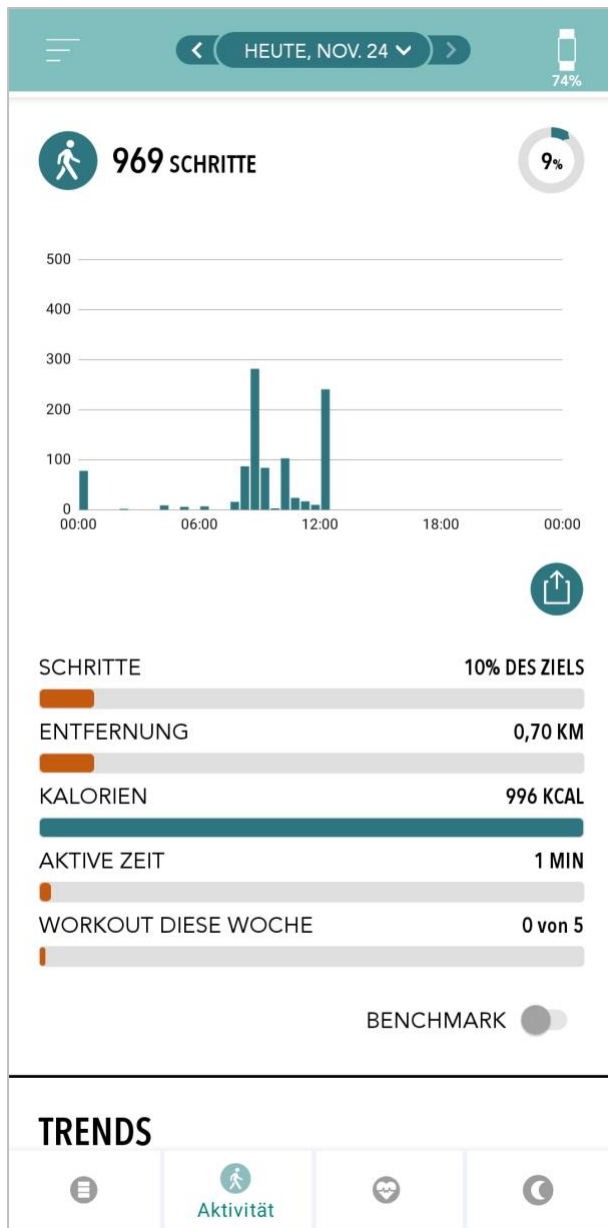 HEUTE, NOV. 24
74%
969 SCHRITTE
9%
500
400
300
200
100
0
00:00 06:00 12:00 18:00 00:00
SCHRITTE 10% DES ZIELS
ENTFERNUNG 0,70 KM
KALORIEN 996 KCAL
AKTIVE ZEIT 1 MIN
WORKOUT DIESE WOCHE 0 von 5
BENCHMARK
TRENDS
Aktivität